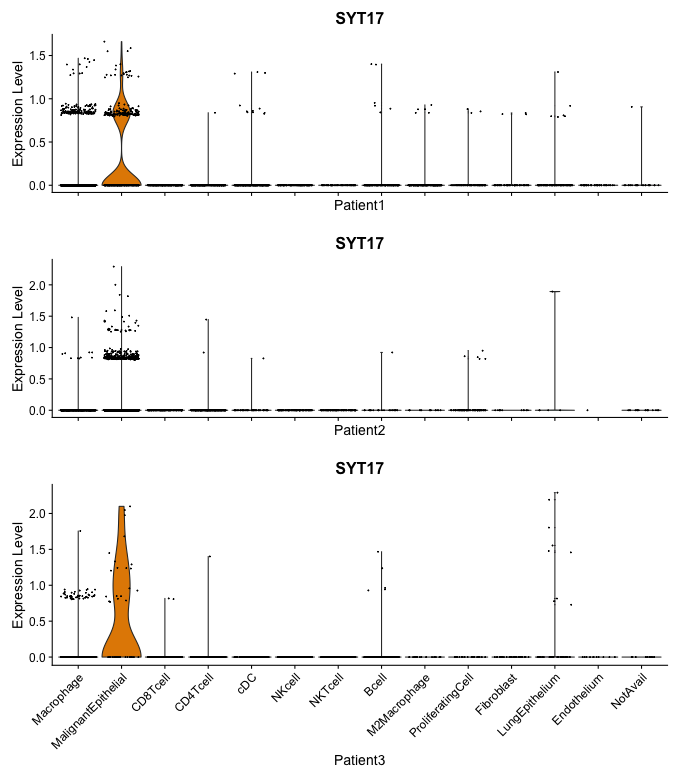 SYT17
Expression Level
1.5
1.0
0.5
0.0
Patient1
SYT17
Expression Level
2.0
1.5
1.0
0.5
0.0
Patient2
SYT17
Expression Level
2.0
1.5
1.0
0.5
0.0
Macrophage
MalignantEpithelial
CD8Tcell
CD4Tcell
cDC
NKcell
NKTcell
Bcell
M2Macrophage
ProliferatingCell
Fibroblast
LungEpithelium
Endothelium
NotAvail
Patient3